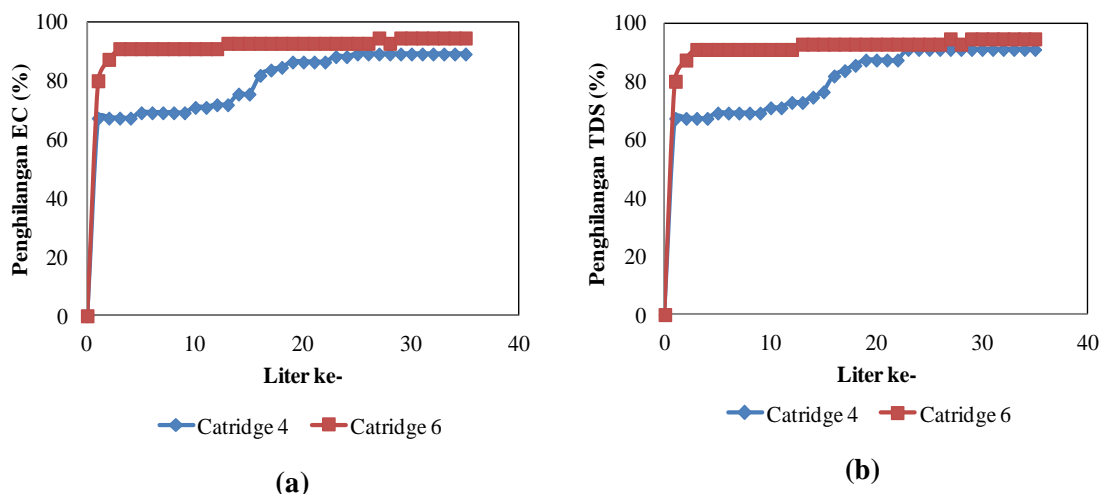 100
80
60
40
20
0
Penghilangan EC (%)
0 10 20 30 40
Liter ke-
Catridge 4 Catridge 6
(a)
100
80
60
40
20
0
Penghilangan TDS (%)
0 10 20 30 40
Liter ke-
Catridge 4 Catridge 6
(b)